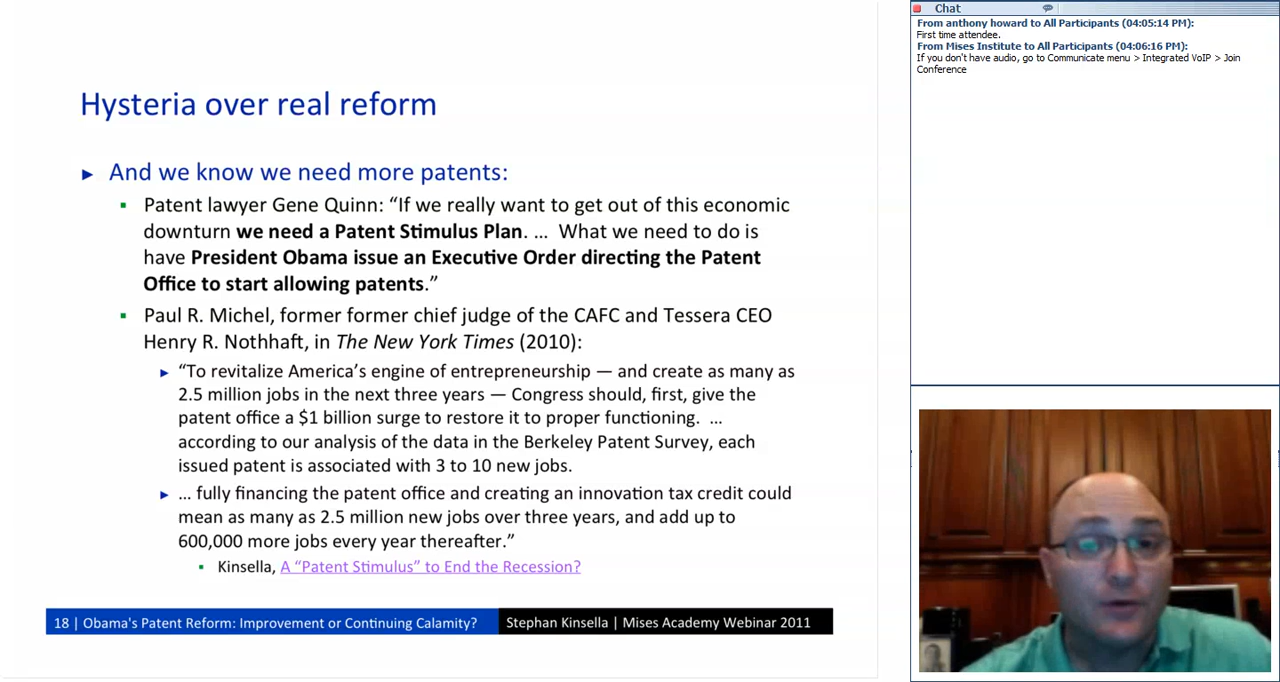 Hysteria over real reform
► And we know we need more patents:
▪ Patent lawyer Gene Quinn: “If we really want to get out of this economic
downturn we need a Patent Stimulus Plan. … What we need to do is
have President Obama issue an Executive Order directing the Patent
Office to start allowing patents.”
▪ Paul R. Michel, former former chief judge of the CAFC and Tessera CEO
Henry R. Nothhaft, in The New York Times (2010):
► “To revitalize America’s engine of entrepreneurship — and create as many as
2.5 million jobs in the next three years — Congress should, first, give the
patent office a $1 billion surge to restore it to proper functioning. …
according to our analysis of the data in the Berkeley Patent Survey, each
issued patent is associated with 3 to 10 new jobs.
► … fully financing the patent office and creating an innovation tax credit could
mean as many as 2.5 million new jobs over three years, and add up to
600,000 more jobs every year thereafter.”
▪ Kinsella, A “Patent Stimulus” to End the Recession?
18 | Obama's Patent Reform: Improvement or Continuing Calamity?
Stephan Kinsella | Mises Academy Webinar 2011
Chat
From anthony howard to All Participants (04:05:14 PM):
First time attendee.
From Mises Institute to All Participants (04:06:16 PM):
If you don't have audio, go to Communicate menu > Integrated VoIP > Join
Conference